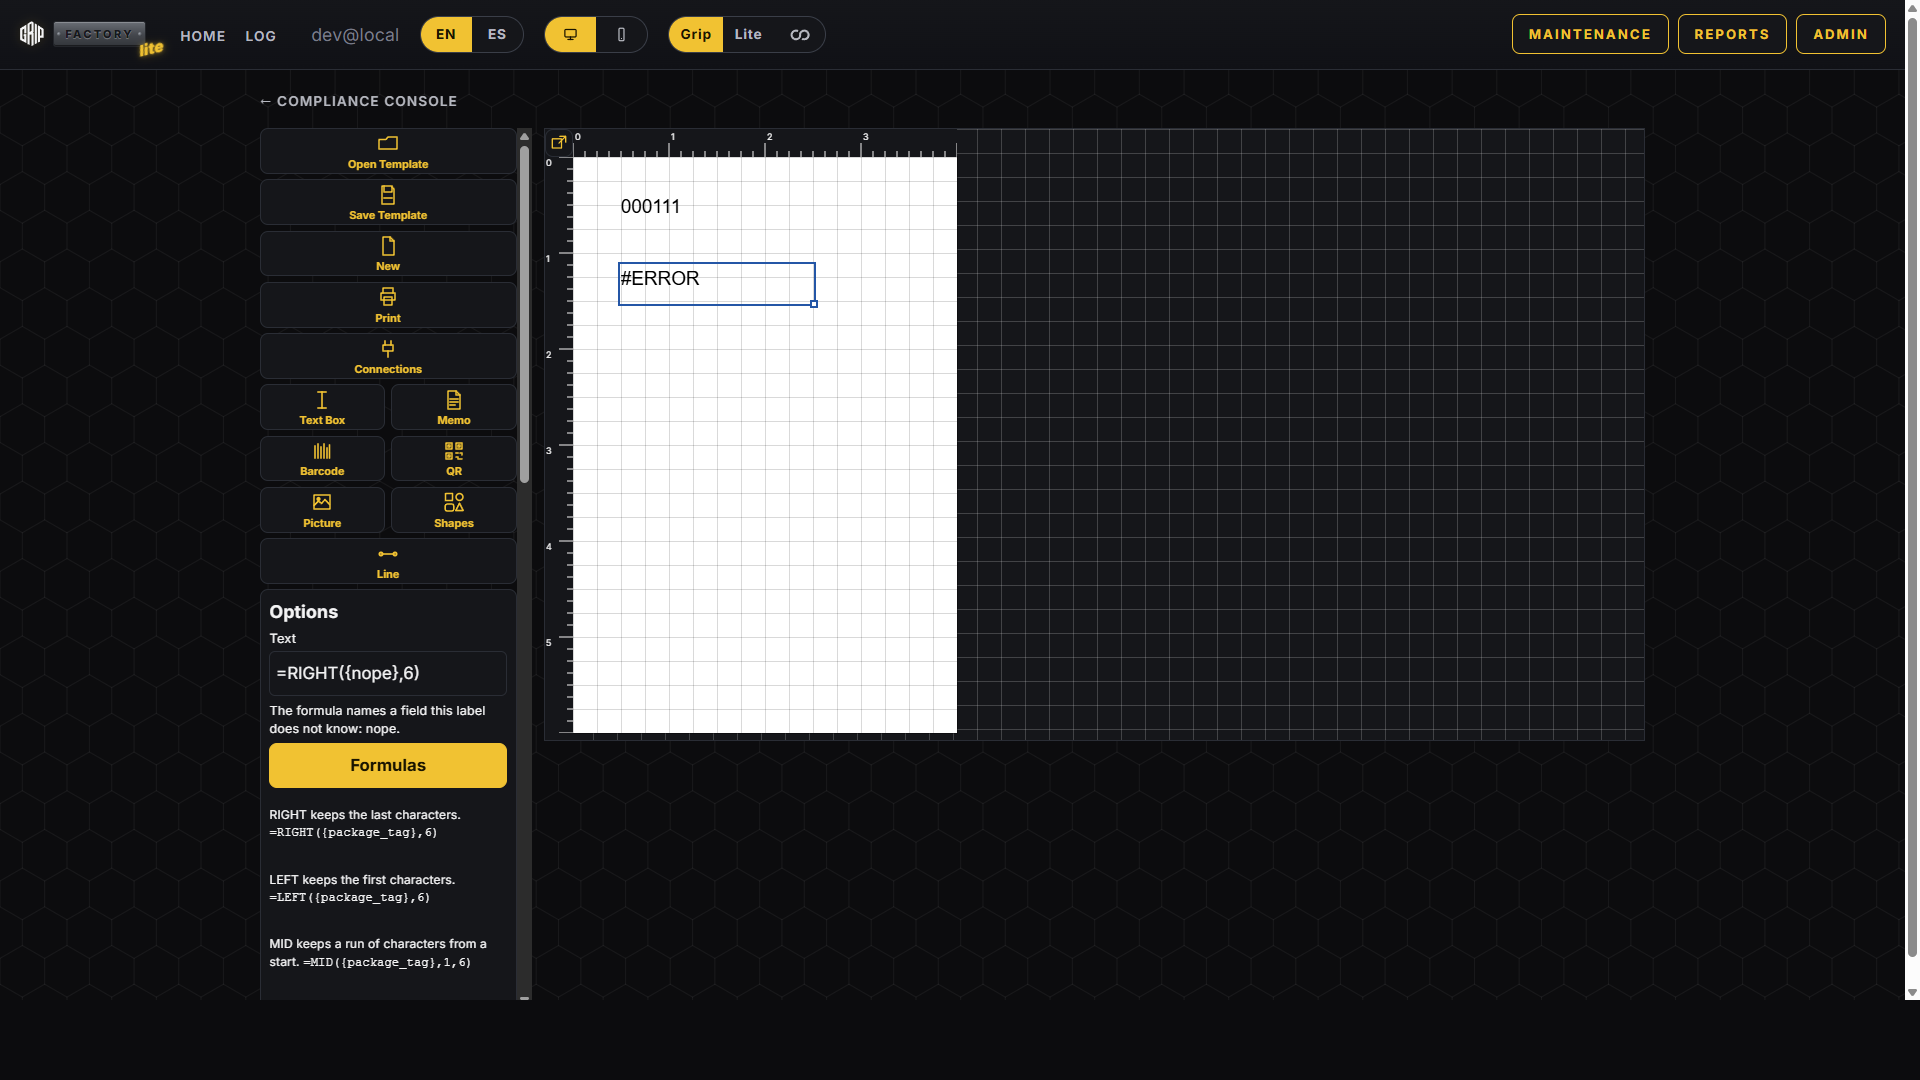 GRIP FACTORY lite HOME LOG dev@local EN ES Grip Lite MAINTENANCE REPORTS ADMIN
← COMPLIANCE CONSOLE
Open Template
Save Template
New
Print
Connections
Text Box Memo
Barcode QR
Picture Shapes
Line
Options
Text
=RIGHT({nope},6)
The formula names a field this label
does not know: nope.
Formulas
RIGHT keeps the last characters.
=RIGHT({package_tag},6)
LEFT keeps the first characters.
=LEFT({package_tag},6)
MID keeps a run of characters from a
start. =MID({package_tag},1,6)
0 1 2 3
0
1
2
3
4
5
000111
#ERROR